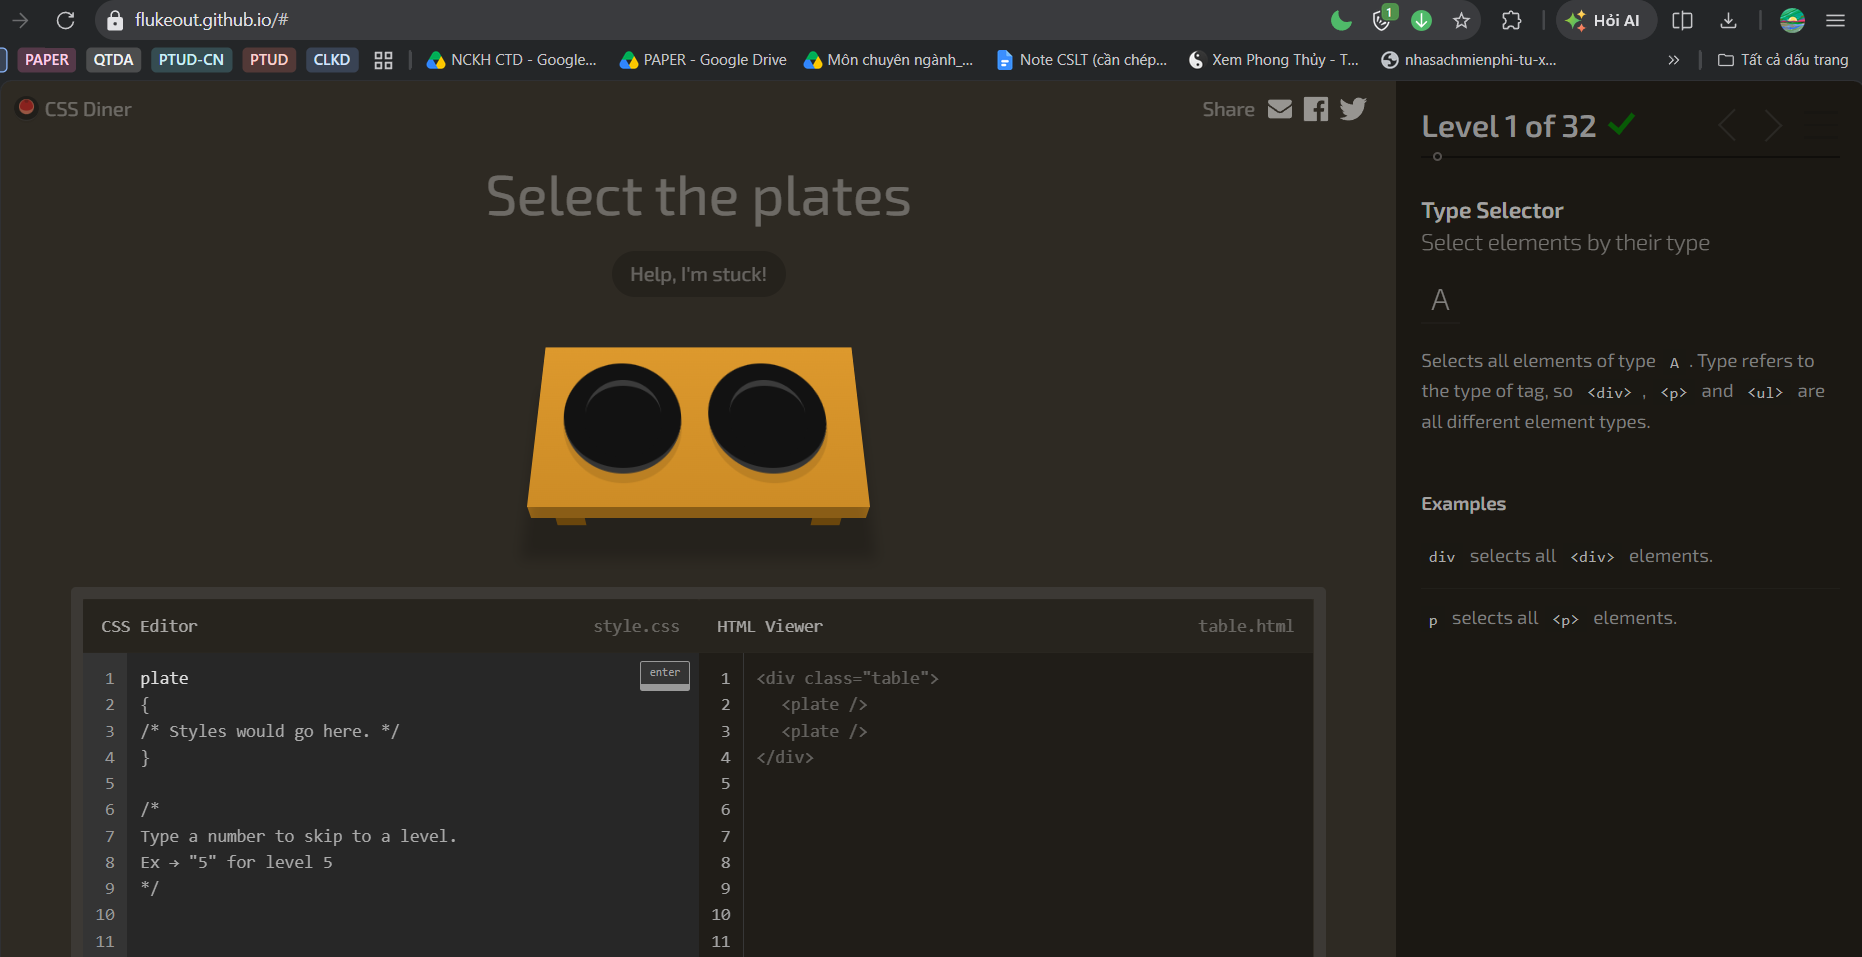 flukeout.github.io/#
1
Hỏi AI
PAPER
QTDA
PTUD-CN
PTUD
CLKD
NCKH CTD - Google...
PAPER - Google Drive
Môn chuyên ngành_...
Note CSLT (cần chép...
Xem Phong Thủy - T...
nhasachmienphi-tu-x...
»
Tất cả dấu trang
CSS Diner
Share
Select the plates
Help, I'm stuck!
CSS Editor
style.css
1 plate
2 {
3 /* Styles would go here. */
4 }
5
6 /*
7 Type a number to skip to a level.
8 Ex → "5" for level 5
9 */
10
11
enter
HTML Viewer
table.html
1 <div class="table">
2 <plate />
3 <plate />
4 </div>
5
6
7
8
9
10
11
Level 1 of 32
Type Selector
Select elements by their type
A
Selects all elements of type A . Type refers to
the type of tag, so <div> , <p> and <ul> are
all different element types.
Examples
div selects all <div> elements.
p selects all <p> elements.